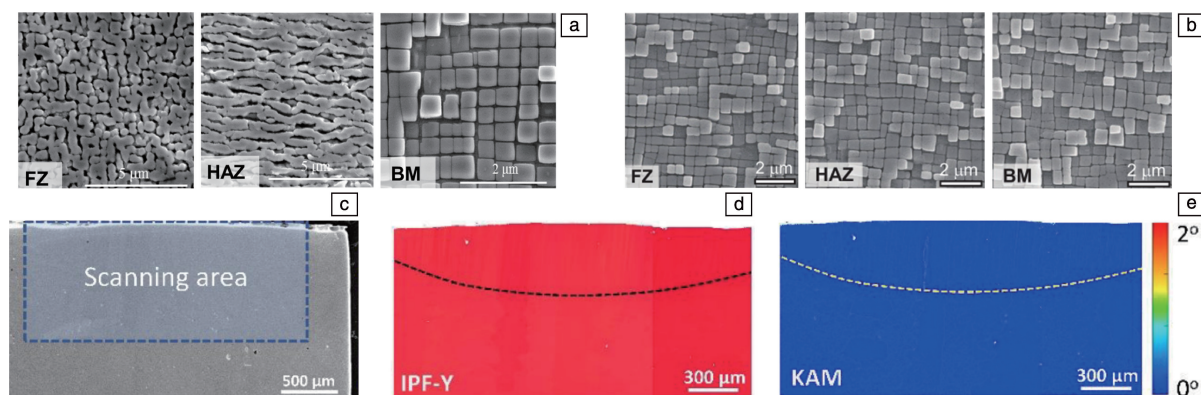 a
FZ
5 μm
HAZ
5 μm
BM
2 μm
b
FZ
2 μm
HAZ
2 μm
BM
2 μm
c
Scanning area
500 μm
d
IPF-Y
300 μm
e
KAM
300 μm
2°
0°